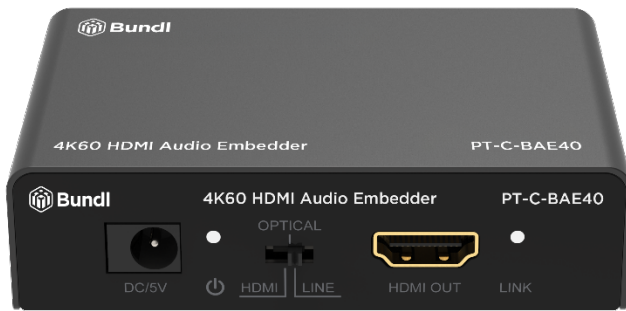 Bundl
4K60 HDMI Audio Embedder PT-C-BAE40
Bundl 4K60 HDMI Audio Embedder PT-C-BAE40
OPTICAL
DC/5V HDMI LINE HDMI OUT LINK